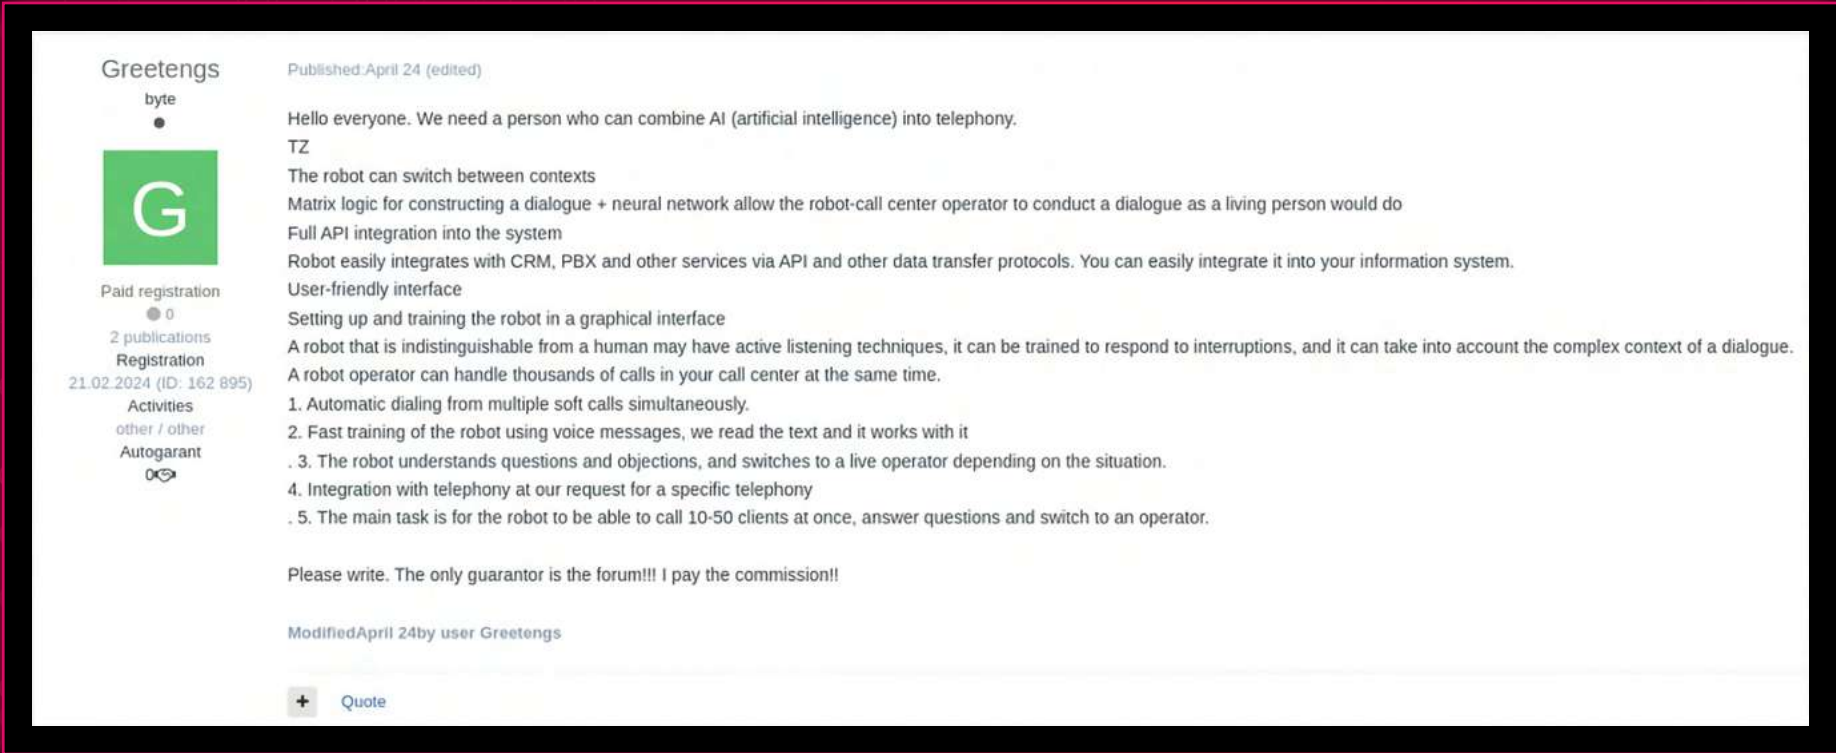 Greetengs
byte
G
Paid registration
0
2 publications
Registration
21.02.2024 (ID: 162 895)
Activities
other / other
Autogarant
0
Published:April 24 (edited)
Hello everyone. We need a person who can combine AI (artificial intelligence) into telephony.
TZ
The robot can switch between contexts
Matrix logic for constructing a dialogue + neural network allow the robot-call center operator to conduct a dialogue as a living person would do
Full API integration into the system
Robot easily integrates with CRM, PBX and other services via API and other data transfer protocols. You can easily integrate it into your information system.
User-friendly interface
Setting up and training the robot in a graphical interface
A robot that is indistinguishable from a human may have active listening techniques, it can be trained to respond to interruptions, and it can take into account the complex context of a dialogue.
A robot operator can handle thousands of calls in your call center at the same time.
1. Automatic dialing from multiple soft calls simultaneously.
2. Fast training of the robot using voice messages, we read the text and it works with it
. 3. The robot understands questions and objections, and switches to a live operator depending on the situation.
4. Integration with telephony at our request for a specific telephony
. 5. The main task is for the robot to be able to call 10-50 clients at once, answer questions and switch to an operator.
Please write. The only guarantor is the forum!!! I pay the commission!!
ModifiedApril 24by user Greetengs
+ Quote